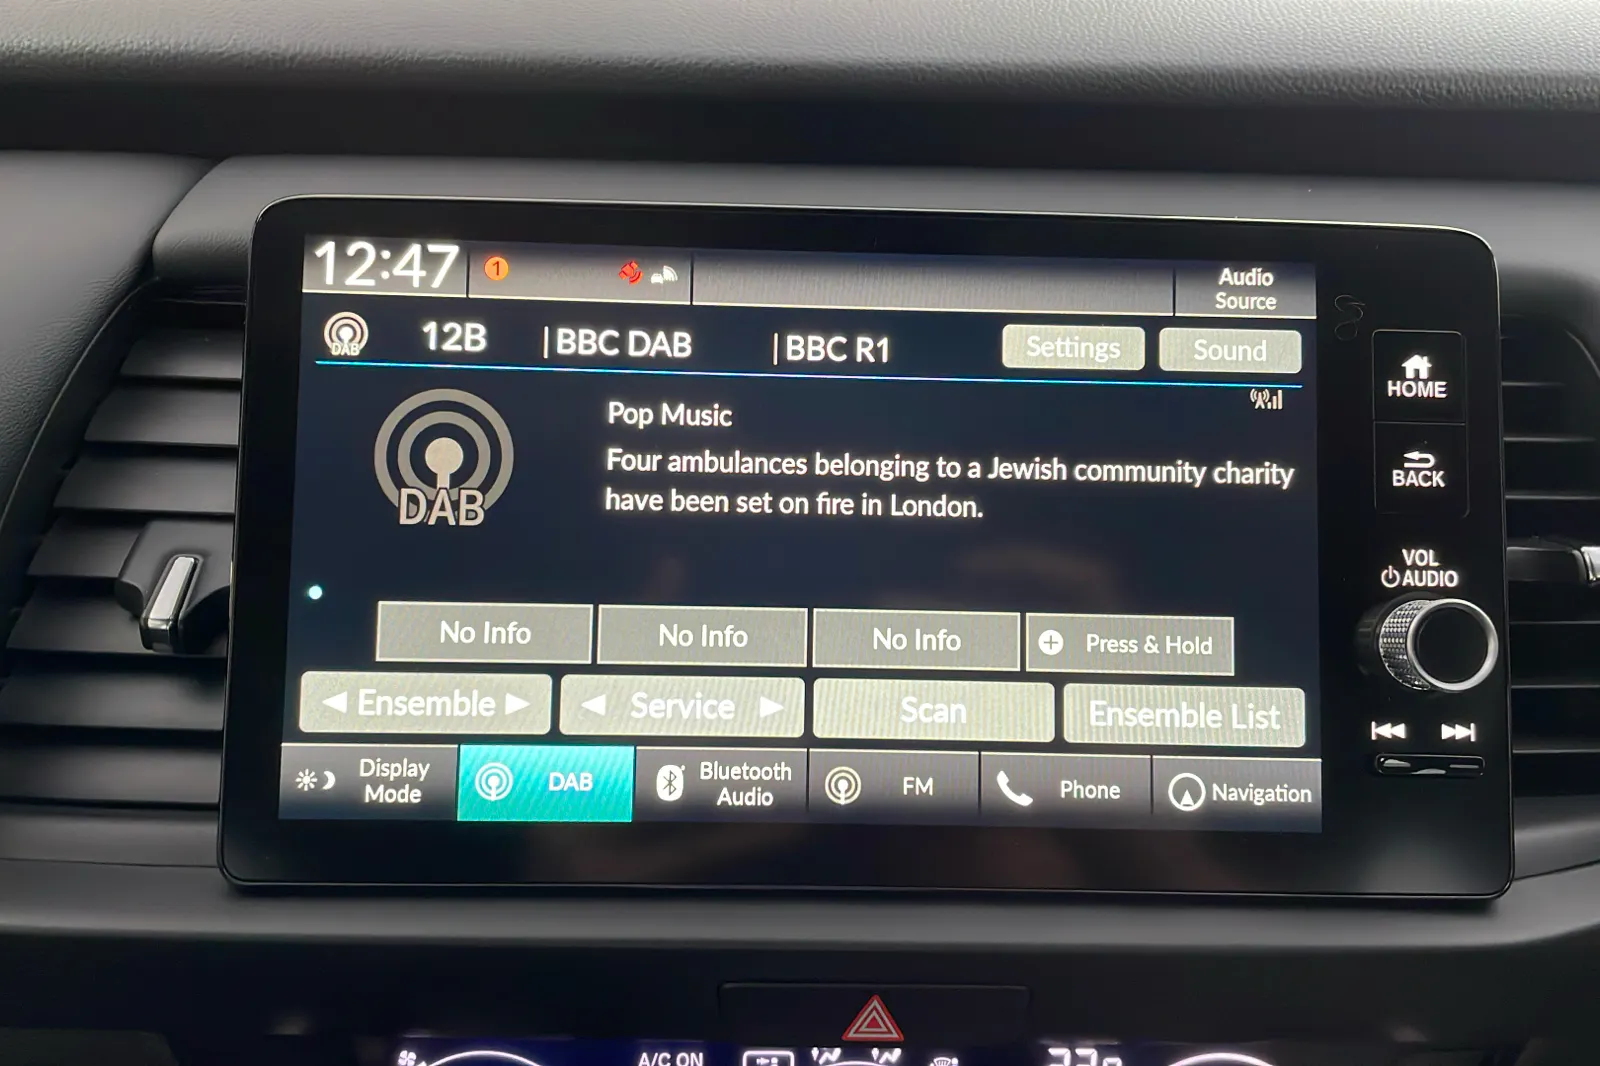 12:47
1
Audio
Source
DAB
12B
BBC DAB
BBC R1
Settings
Sound
HOME
Pop Music
Four ambulances belonging to a Jewish community charity
have been set on fire in London.
DAB
BACK
VOL
AUDIO
No Info
No Info
No Info
Press & Hold
Ensemble
Service
Scan
Ensemble List
Display
Mode
DAB
Bluetooth
Audio
FM
Phone
Navigation
A/C ON